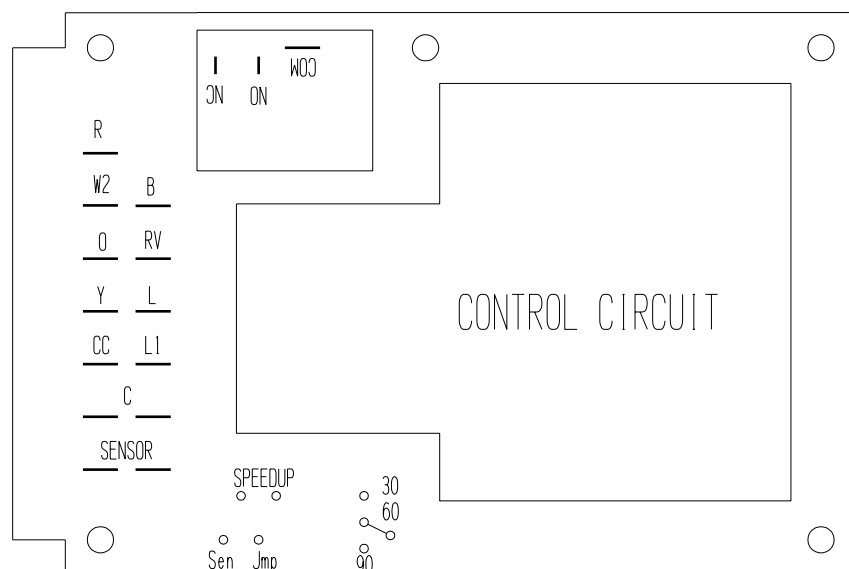 COM
NC NO
R
W2 B
O RV
Y L
CC L1
C
SENSOR
CONTROL CIRCUIT
SPEEDUP
30
60
90
Sen Jmp